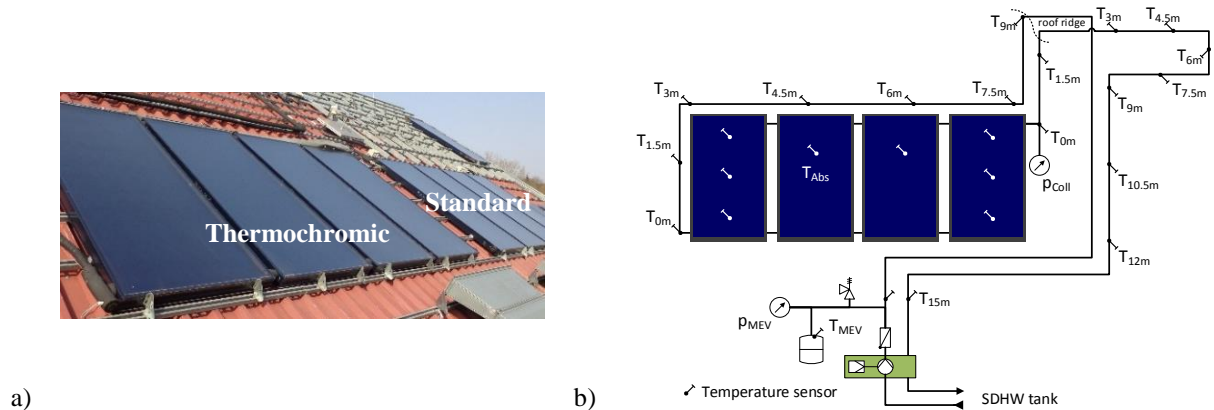 Standard
Thermochromic
a)
T9m
roof ridge
T3m
T4.5m
T6m
T1.5m
T7.5m
T3m
T4.5m
T6m
T7.5m
T9m
T1.5m
T0m
TAbs
pColl
T10.5m
T0m
T12m
T15m
pMEV
TMEV
Temperature sensor
SDHW tank
b)